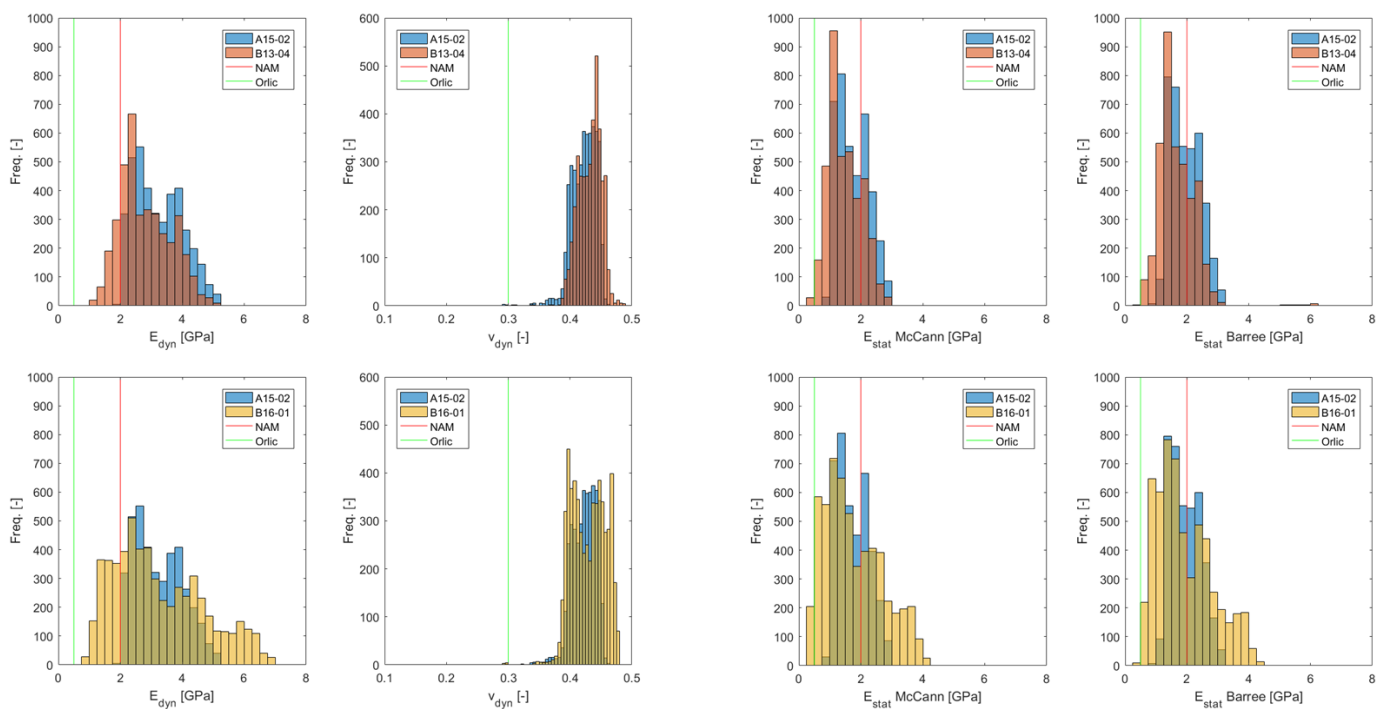 1000
900
800
700
600
500
400
300
200
100
0
Freq. [-]
0 2 4 6 8
E_dyn [GPa]
A15-02
B13-04
NAM
Orlic
600
500
400
300
200
100
0
Freq. [-]
0.1 0.2 0.3 0.4 0.5
v_dyn [-]
A15-02
B13-04
NAM
Orlic
1000
900
800
700
600
500
400
300
200
100
0
Freq. [-]
0 2 4 6 8
E_stat McCann [GPa]
A15-02
B13-04
NAM
Orlic
1000
900
800
700
600
500
400
300
200
100
0
Freq. [-]
0 2 4 6 8
E_stat Barree [GPa]
A15-02
B13-04
NAM
Orlic
1000
900
800
700
600
500
400
300
200
100
0
Freq. [-]
0 2 4 6 8
E_dyn [GPa]
A15-02
B16-01
NAM
Orlic
600
500
400
300
200
100
0
Freq. [-]
0.1 0.2 0.3 0.4 0.5
v_dyn [-]
A15-02
B16-01
NAM
Orlic
1000
900
800
700
600
500
400
300
200
100
0
Freq. [-]
0 2 4 6 8
E_stat McCann [GPa]
A15-02
B16-01
NAM
Orlic
1000
900
800
700
600
500
400
300
200
100
0
Freq. [-]
0 2 4 6 8
E_stat Barree [GPa]
A15-02
B16-01
NAM
Orlic